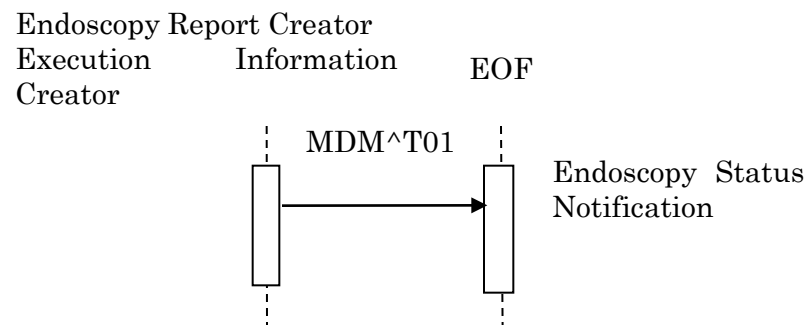 Endoscopy Report Creator
Execution Information
Creator
EOF
MDM^T01
Endoscopy Status
Notification